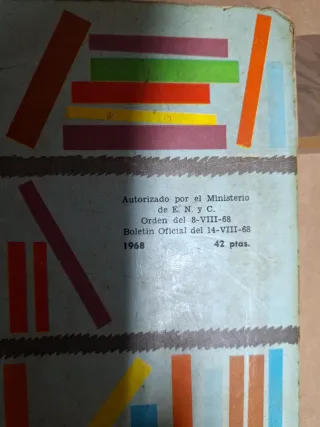 Autorizado por el Ministerio
de E. N. y C.
Orden del 8-VIII-68
Boletín Oficial del 14-VIII-68
1968 42 ptas.